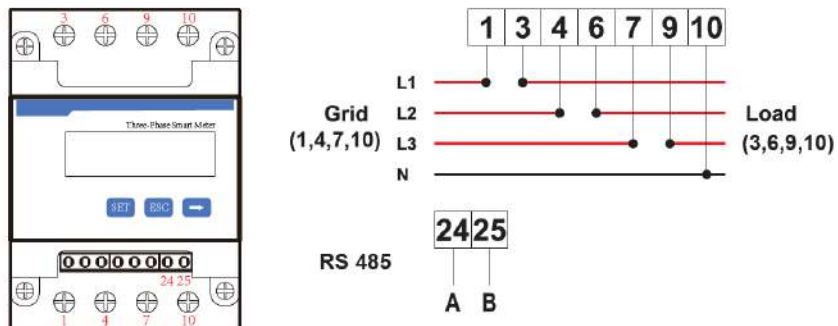 3 6 9 10
Three-Phase Smart Meter
SET ESC
24 25
1 4 7 10
1 3 4 6 7 9 10
L1
L2
L3
N
Grid
(1,4,7,10)
Load
(3,6,9,10)
24 25
RS 485
A B